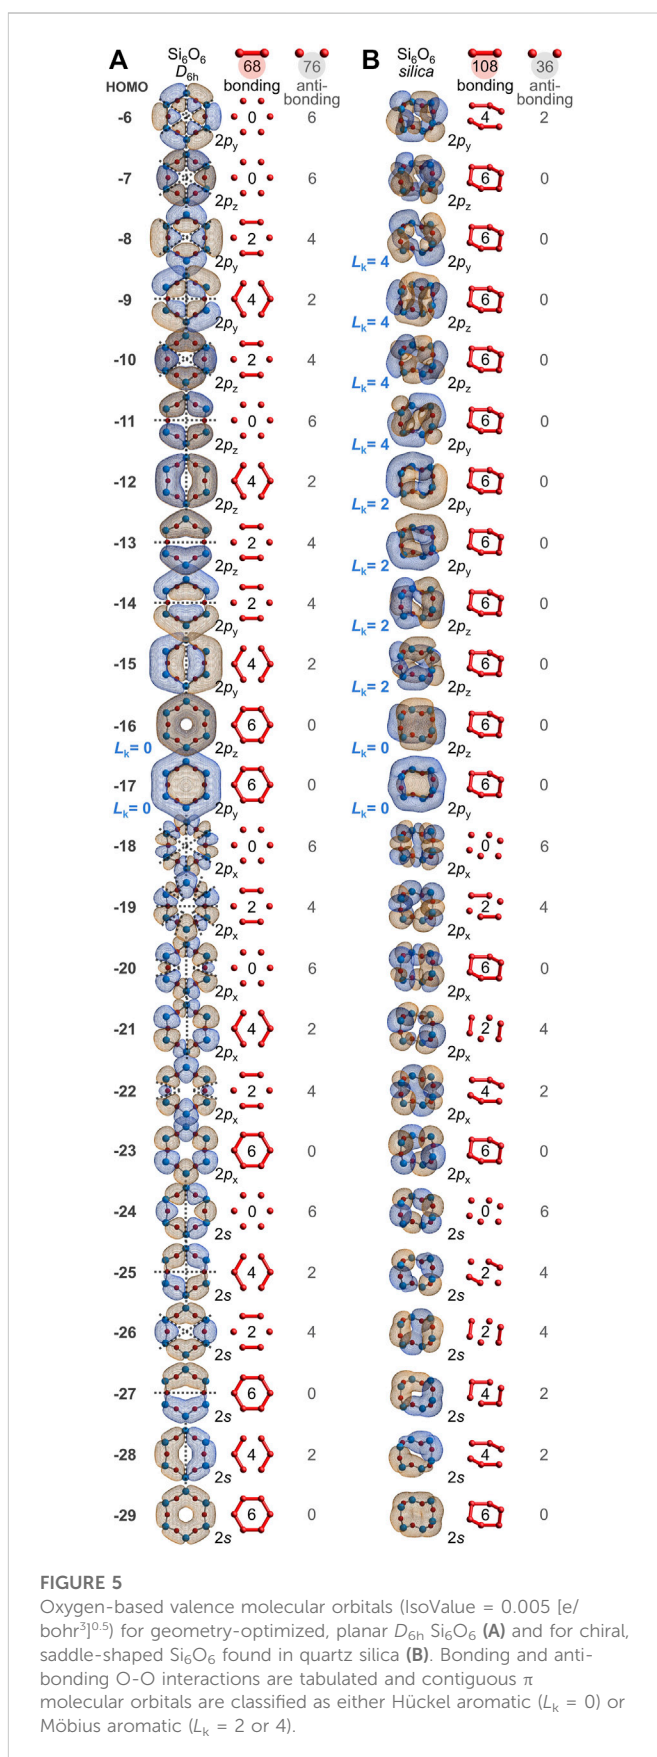 A Si6O6 68 76 B Si6O6 108 36
D6h bonding anti-bonding silica bonding anti-bonding
HOMO
-6 2py 0 6 2py 4 2
-7 2pz 0 6 2pz 6 0
-8 2py 2 4 Lk= 4 2py 6 0
-9 2py 4 2 Lk= 4 2pz 6 0
-10 2pz 2 4 Lk= 4 2pz 6 0
-11 2pz 0 6 Lk= 4 2py 6 0
-12 2pz 4 2 Lk= 2 2py 6 0
-13 2pz 2 4 Lk= 2 2py 6 0
-14 2py 2 4 Lk= 2 2pz 6 0
-15 2py 4 2 Lk= 2 2pz 6 0
-16 Lk= 0 2pz 6 0 Lk= 0 2pz 6 0
-17 Lk= 0 2py 6 0 Lk= 0 2py 6 0
-18 2px 0 6 2px 0 6
-19 2px 2 4 2px 2 4
-20 2px 0 6 2px 6 0
-21 2px 4 2 2px 2 4
-22 2px 2 4 2px 4 2
-23 2px 6 0 2px 6 0
-24 2s 0 6 2s 0 6
-25 2s 4 2 2s 2 4
-26 2s 2 4 2s 2 4
-27 2s 6 0 2s 4 2
-28 2s 4 2 2s 4 2
-29 2s 6 0 2s 6 0
FIGURE 5
Oxygen-based valence molecular orbitals (IsoValue = 0.005 [e/
bohr³]⁰·⁵) for geometry-optimized, planar D6h Si6O6 (A) and for chiral,
saddle-shaped Si6O6 found in quartz silica (B). Bonding and anti-
bonding O-O interactions are tabulated and contiguous π
molecular orbitals are classified as either Hückel aromatic (Lk = 0) or
Möbius aromatic (Lk = 2 or 4).